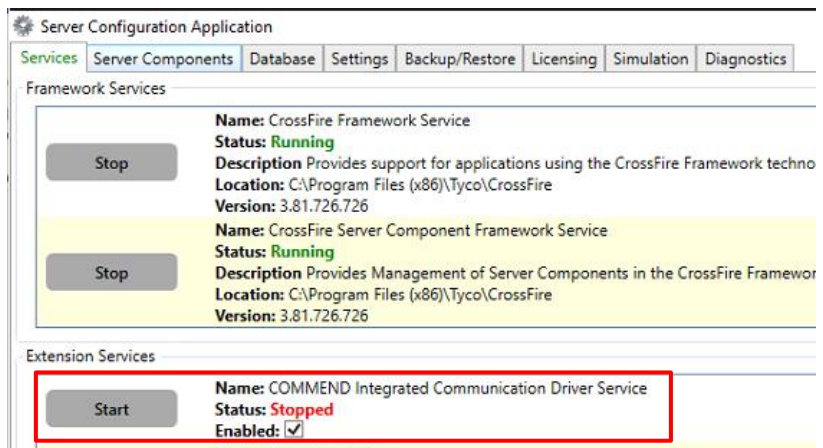 Server Configuration Application
Services Server Components Database Settings Backup/Restore Licensing Simulation Diagnostics
Framework Services
Stop
Name: CrossFire Framework Service
Status: Running
Description Provides support for applications using the CrossFire Framework techno
Location: C:\Program Files (x86)\Tyco\CrossFire
Version: 3.81.726.726
Stop
Name: CrossFire Server Component Framework Service
Status: Running
Description Provides Management of Server Components in the CrossFire Framewor
Location: C:\Program Files (x86)\Tyco\CrossFire
Version: 3.81.726.726
Extension Services
Start
Name: COMMEND Integrated Communication Driver Service
Status: Stopped
Enabled: